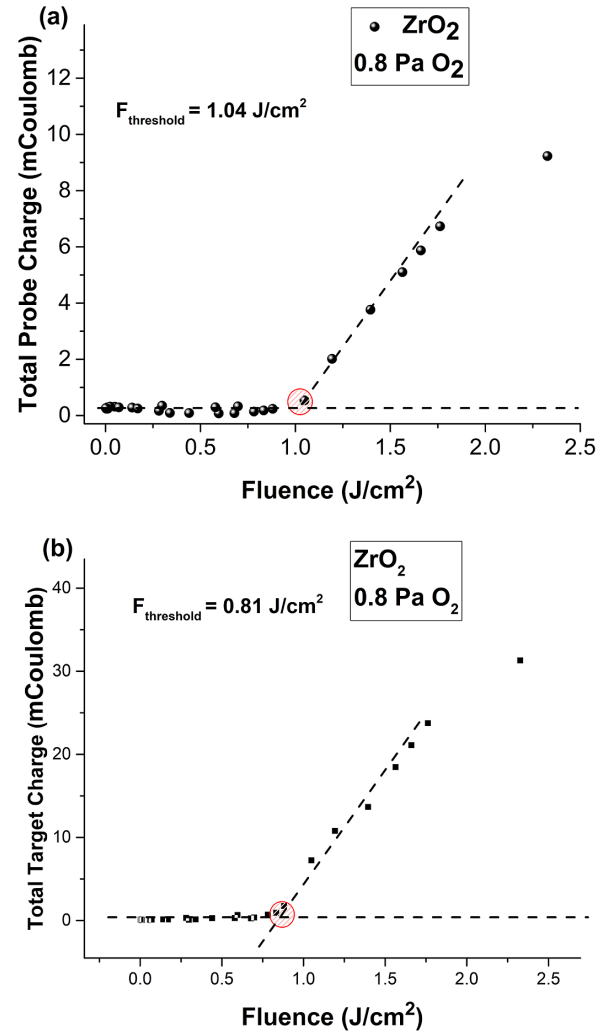 (a)
ZrO2
0.8 Pa O2
Fthreshold = 1.04 J/cm2
Total Probe Charge (mCoulomb)
12
10
8
6
4
2
0
0.0 0.5 1.0 1.5 2.0 2.5
Fluence (J/cm2)
(b)
ZrO2
0.8 Pa O2
Fthreshold = 0.81 J/cm2
Total Target Charge (mCoulomb)
40
30
20
10
0
0.0 0.5 1.0 1.5 2.0 2.5
Fluence (J/cm2)